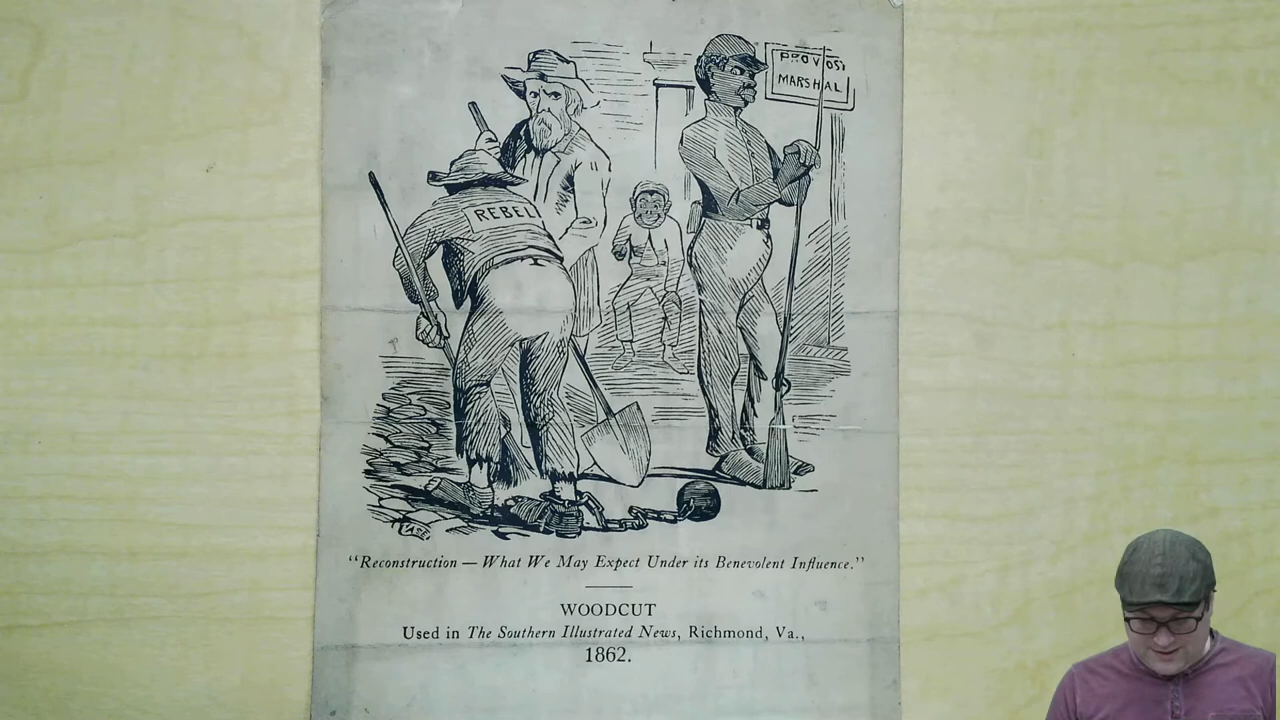 PROVOST
MARSHAL
REBEL
"Reconstruction — What We May Expect Under its Benevolent Influence."
WOODCUT
Used in The Southern Illustrated News, Richmond, Va.,
1862.